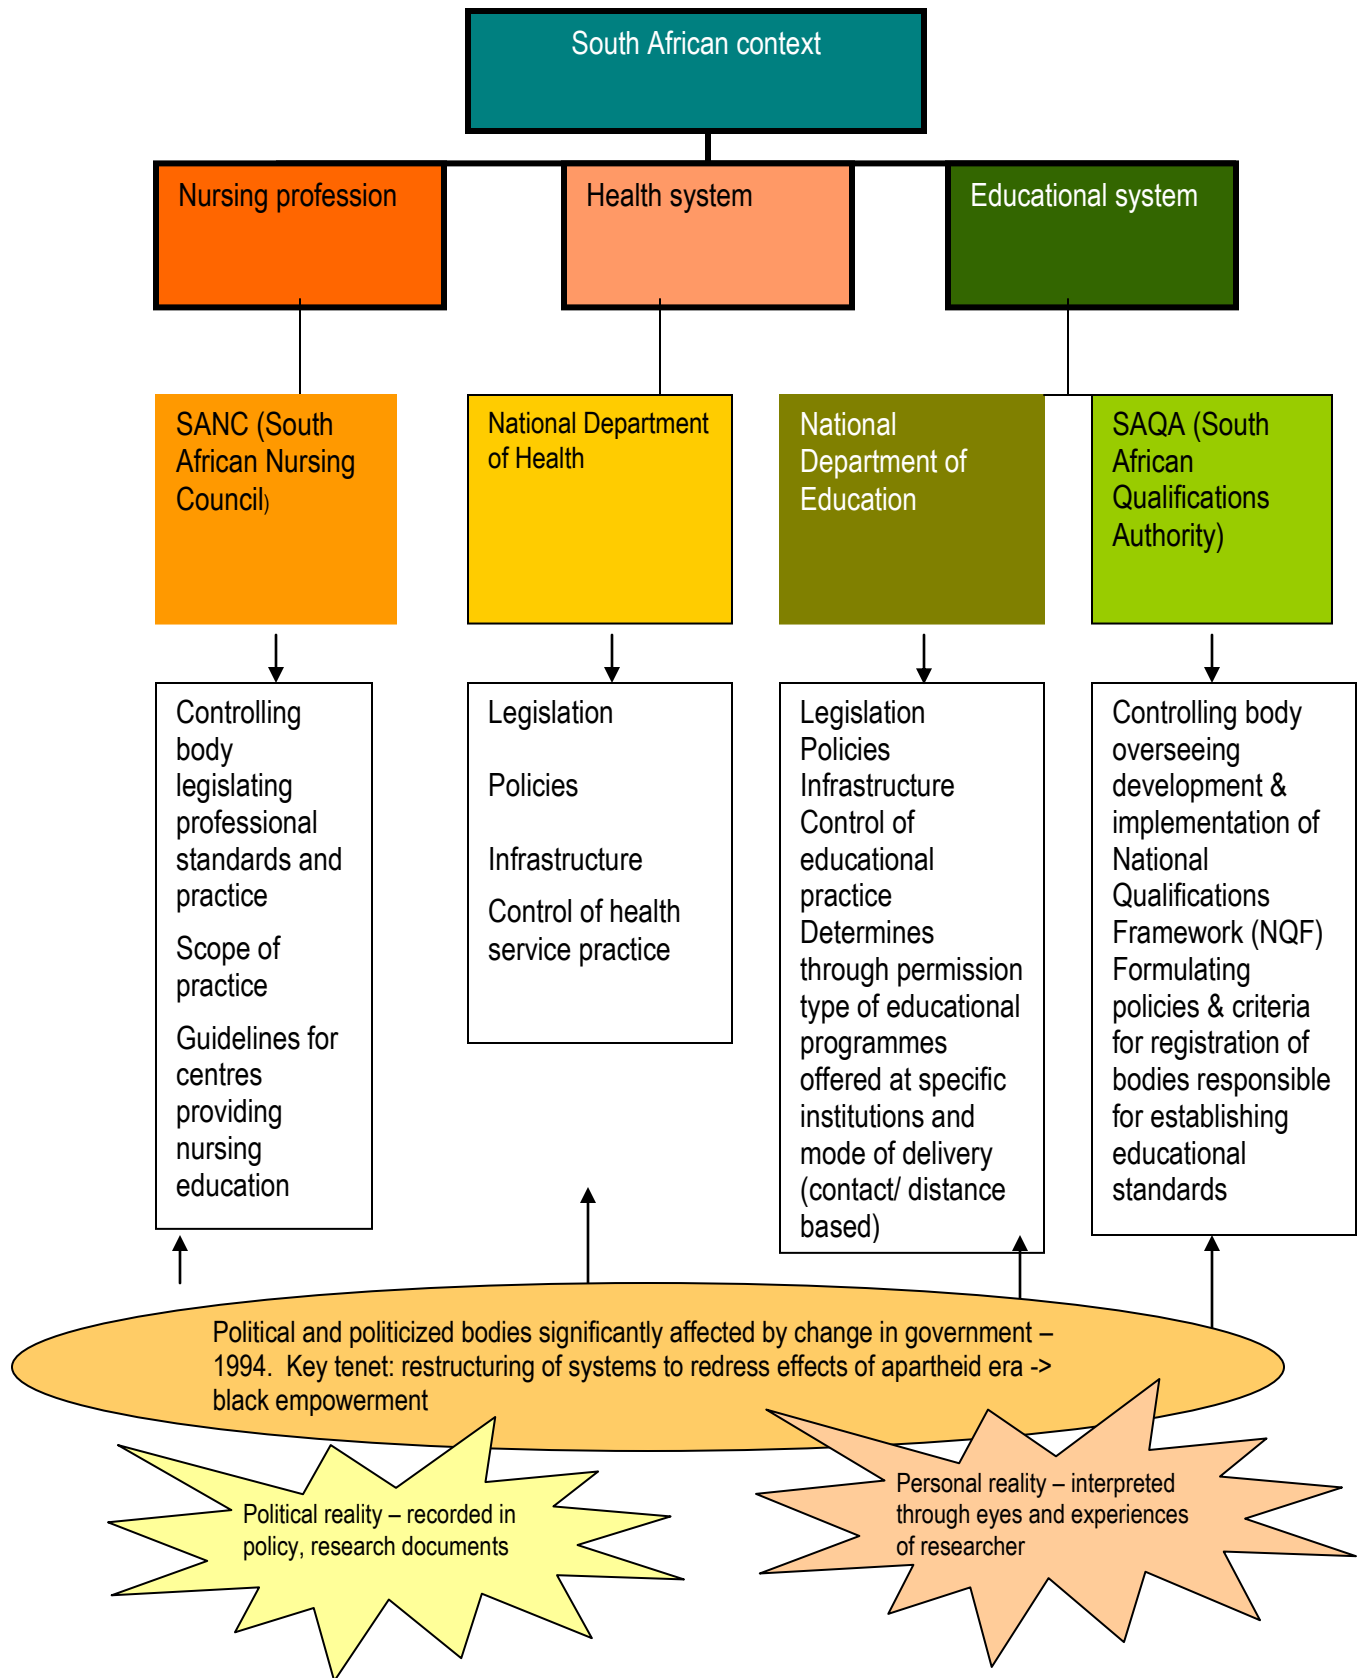 South African context
Nursing profession
Health system
Educational system
SANC (South
African Nursing
Council)
National Department
of Health
National
Department of
Education
SAQA (South
African
Qualifications
Authority)
Controlling
body
legislating
professional
standards and
practice
Scope of
practice
Guidelines for
centres
providing
nursing
education
Legislation
Policies
Infrastructure
Control of health
service practice
Legislation
Policies
Infrastructure
Control of
educational
practice
Determines
through permission
type of educational
programmes
offered at specific
institutions and
mode of delivery
(contact/ distance
based)
Controlling body
overseeing
development &
implementation of
National
Qualifications
Framework (NQF)
Formulating
policies & criteria
for registration of
bodies responsible
for establishing
educational
standards
Political and politicized bodies significantly affected by change in government –
1994.  Key tenet: restructuring of systems to redress effects of apartheid era ->
black empowerment
Political reality – recorded in
policy, research documents
Personal reality – interpreted
through eyes and experiences
of researcher